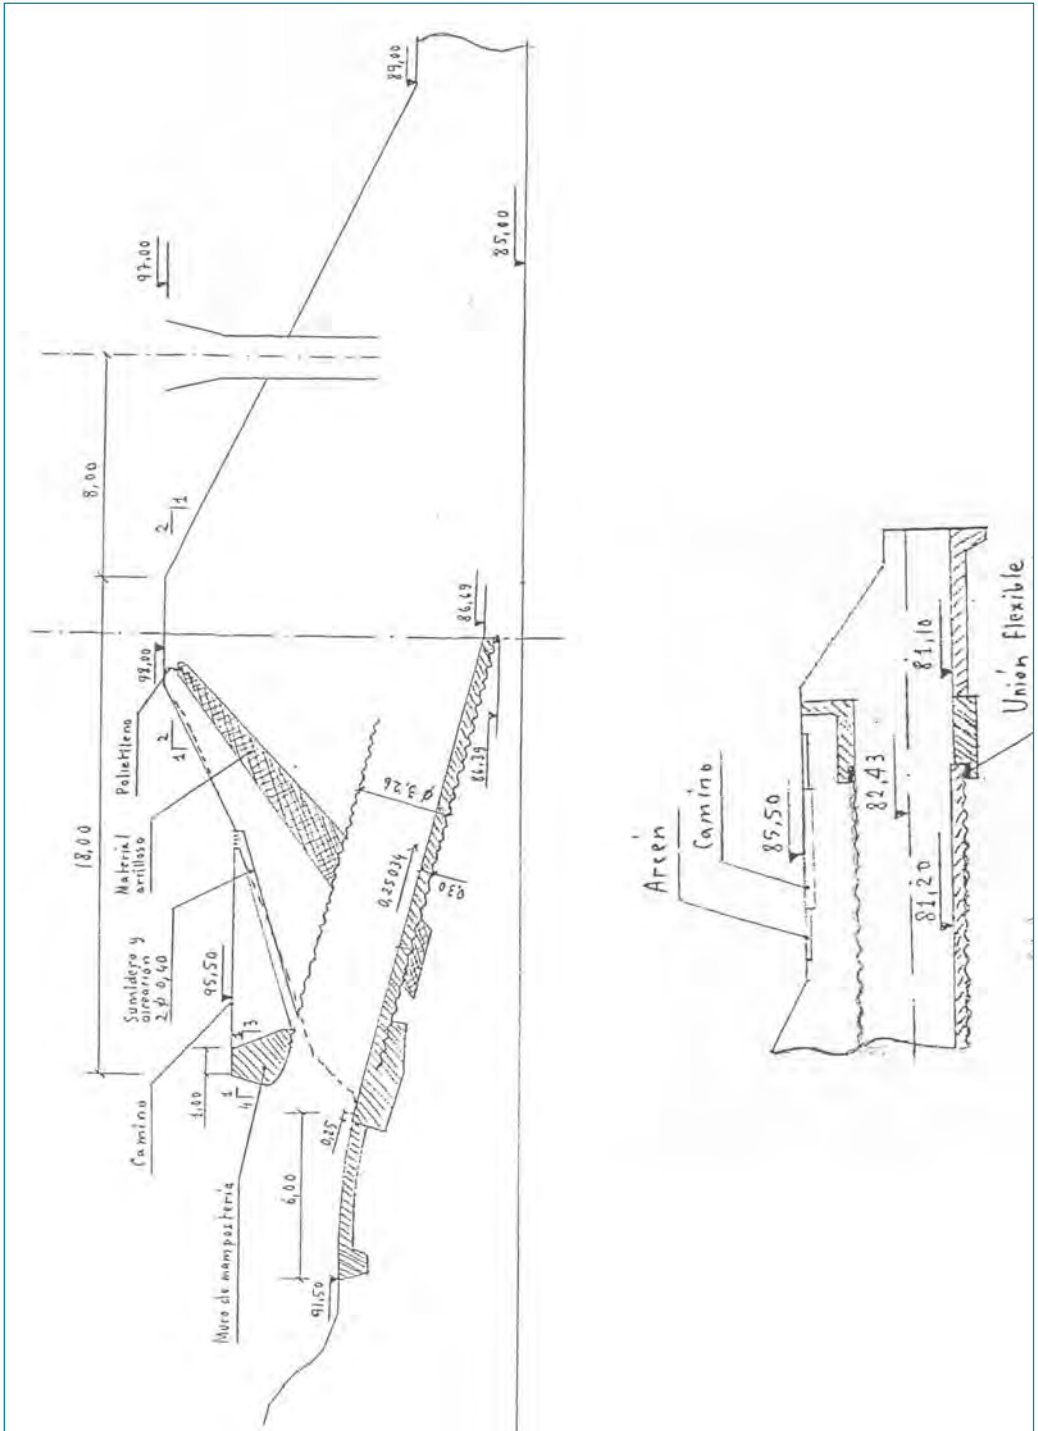 89,00
97,00
85,00
8,00
2
1
86,69
98,00
Polietileno
2
1
86,39
Material
arcilloso
ϕ 3,26
18,00
0,25034
0,30
Sumidero y
aireación
2 ϕ 0,40
95,50
3
Camino
1,00
1
4
0,25
6,00
Muro de mampostería
91,50
Arcén
Camino
85,50
82,43
81,10
81,20
Unión flexible